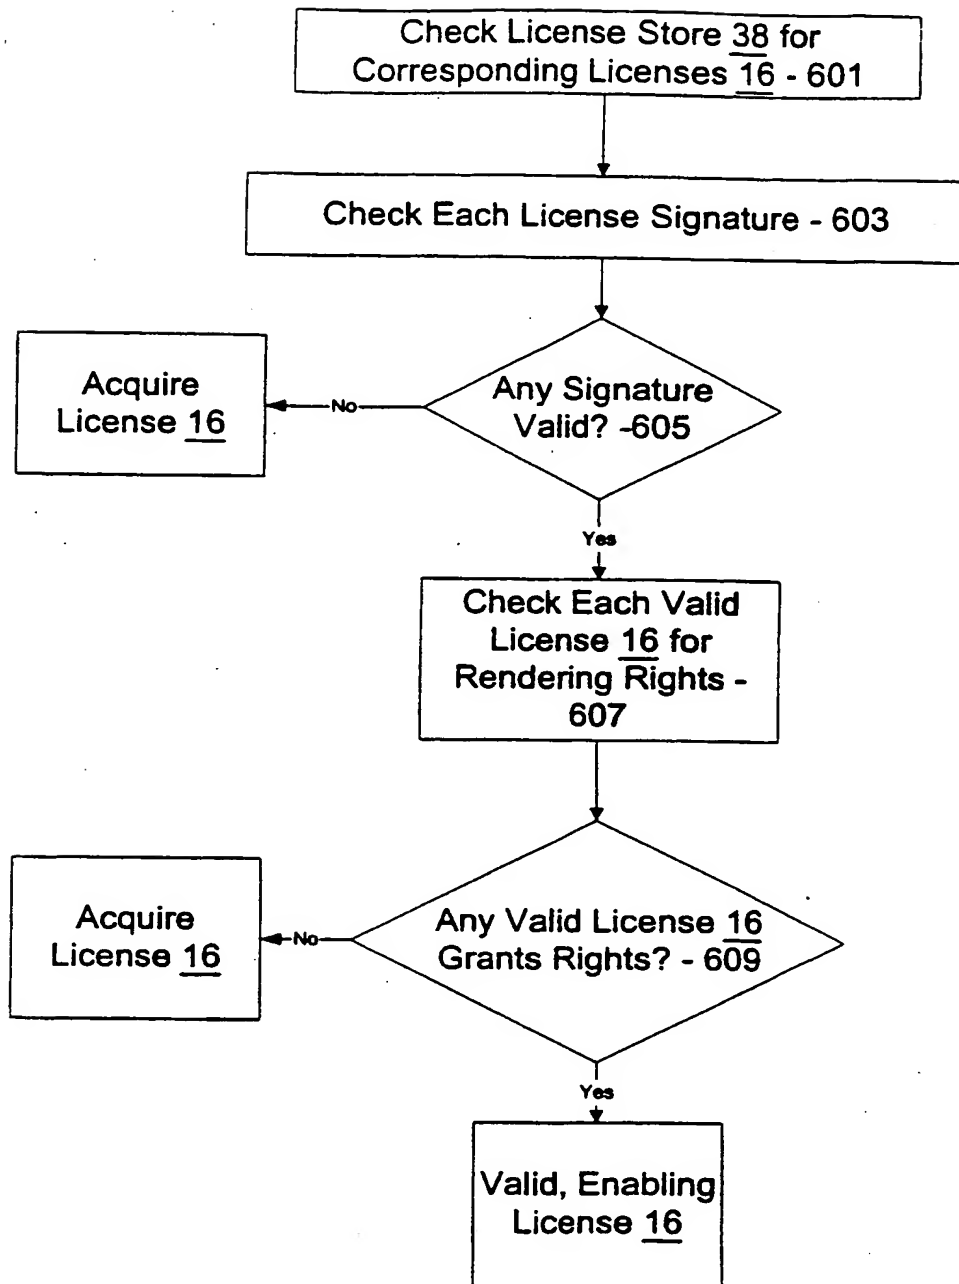 Check License Store 38 for
Corresponding Licenses 16 - 601
Check Each License Signature - 603
Any Signature
Valid? -605
No
Acquire
License 16
Yes
Check Each Valid
License 16 for
Rendering Rights -
607
Any Valid License 16
Grants Rights? - 609
No
Acquire
License 16
Yes
Valid, Enabling
License 16